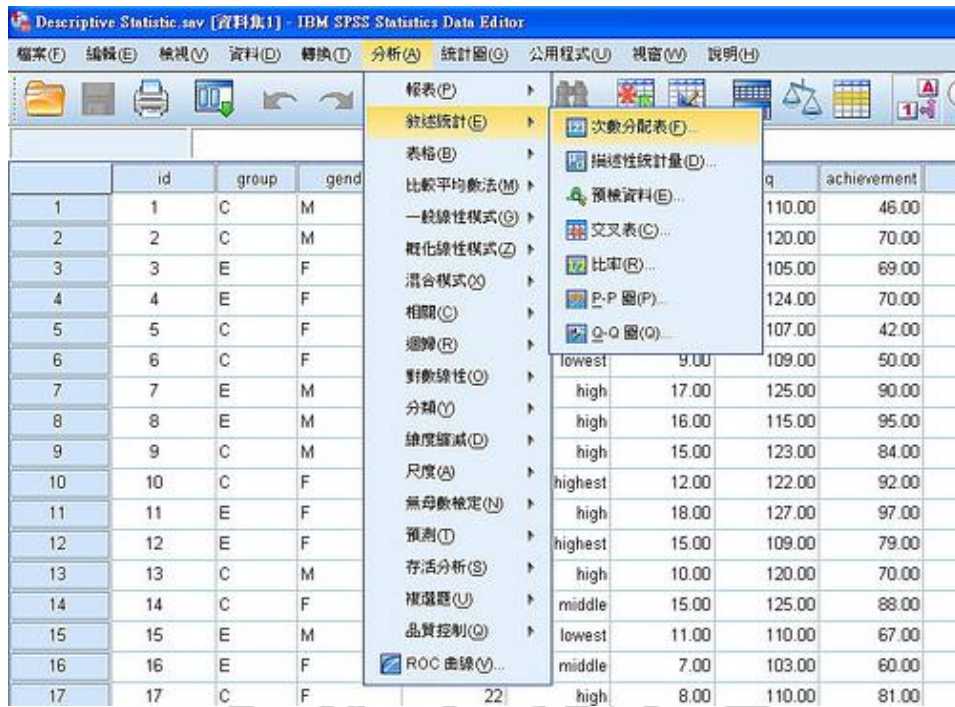 Descriptive Statistic.sav [資料集1] - IBM SPSS Statistics Data Editor
檔案(F) 編輯(E) 檢視(V) 資料(D) 轉換(T) 分析(A) 統計圖(G) 公用程式(U) 視窗(W) 說明(H)
報表(P)
敘述統計(E)
表格(B)
比較平均數法(M)
一般線性模式(G)
概化線性模式(Z)
混合模式(X)
相關(C)
迴歸(R)
對數線性(O)
分類(Y)
維度縮減(D)
尺度(A)
無母數檢定(N)
預測(T)
存活分析(S)
複選題(U)
品質控制(Q)
ROC 曲線(V)...
次數分配表(F)...
描述性統計量(D)...
預檢資料(E)...
交叉表(C)...
比率(R)...
P-P 圖(P)...
Q-Q 圖(Q)...
id group gend q achievement
1 1 C M 110.00 46.00
2 2 C M 120.00 70.00
3 3 E F 105.00 69.00
4 4 E F 124.00 70.00
5 5 C F 107.00 42.00
6 6 C F lowest 9.00 109.00 50.00
7 7 E M high 17.00 125.00 90.00
8 8 E M high 16.00 115.00 95.00
9 9 C M high 15.00 123.00 84.00
10 10 C F highest 12.00 122.00 92.00
11 11 E F high 18.00 127.00 97.00
12 12 E F highest 15.00 109.00 79.00
13 13 C M high 10.00 120.00 70.00
14 14 C F middle 15.00 125.00 88.00
15 15 E M lowest 11.00 110.00 67.00
16 16 E F middle 7.00 103.00 60.00
17 17 C F 22 high 8.00 110.00 81.00